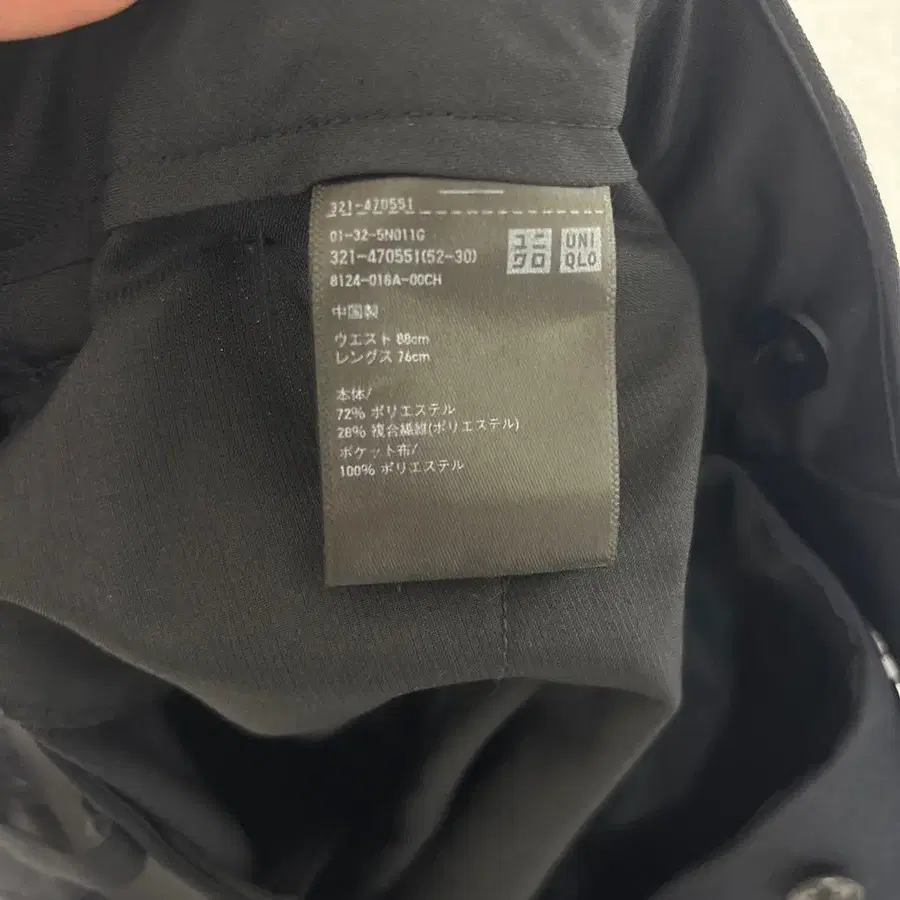 321-470551
01-32-5N011G
321-470551(52-30)
8124-016A-00CH
ユニ
クロ
UNI
QLO
中国製
ウエスト 88cm
レングス 76cm
本体/
72% ポリエステル
28% 複合繊維(ポリエステル)
ポケット布/
100% ポリエステル